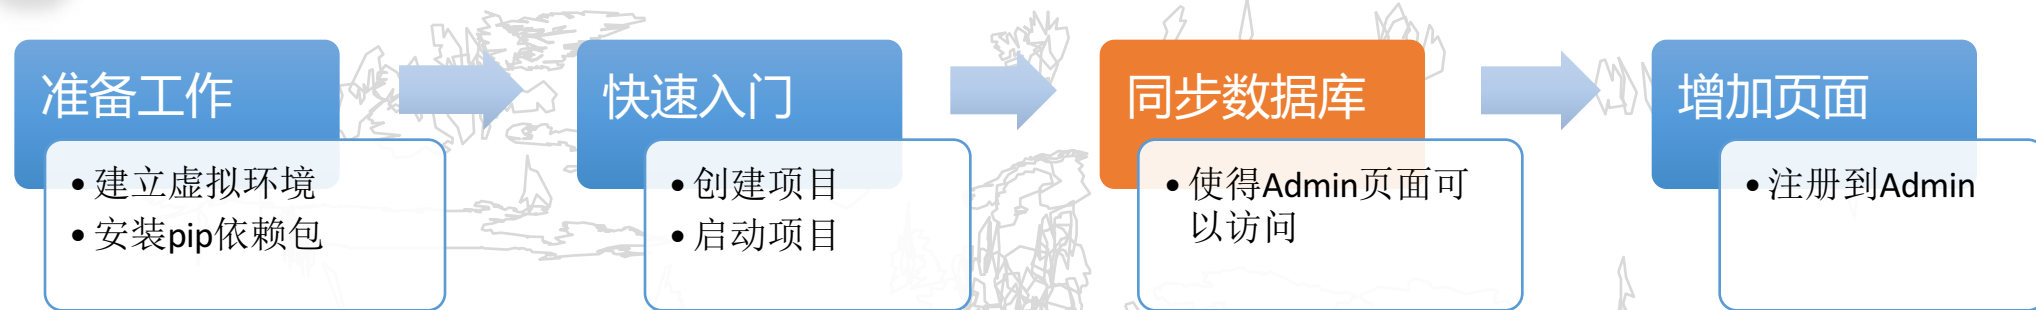 准备工作
• 建立虚拟环境
• 安装pip依赖包
快速入门
• 创建项目
• 启动项目
同步数据库
• 使得Admin页面可
以访问
增加页面
• 注册到Admin